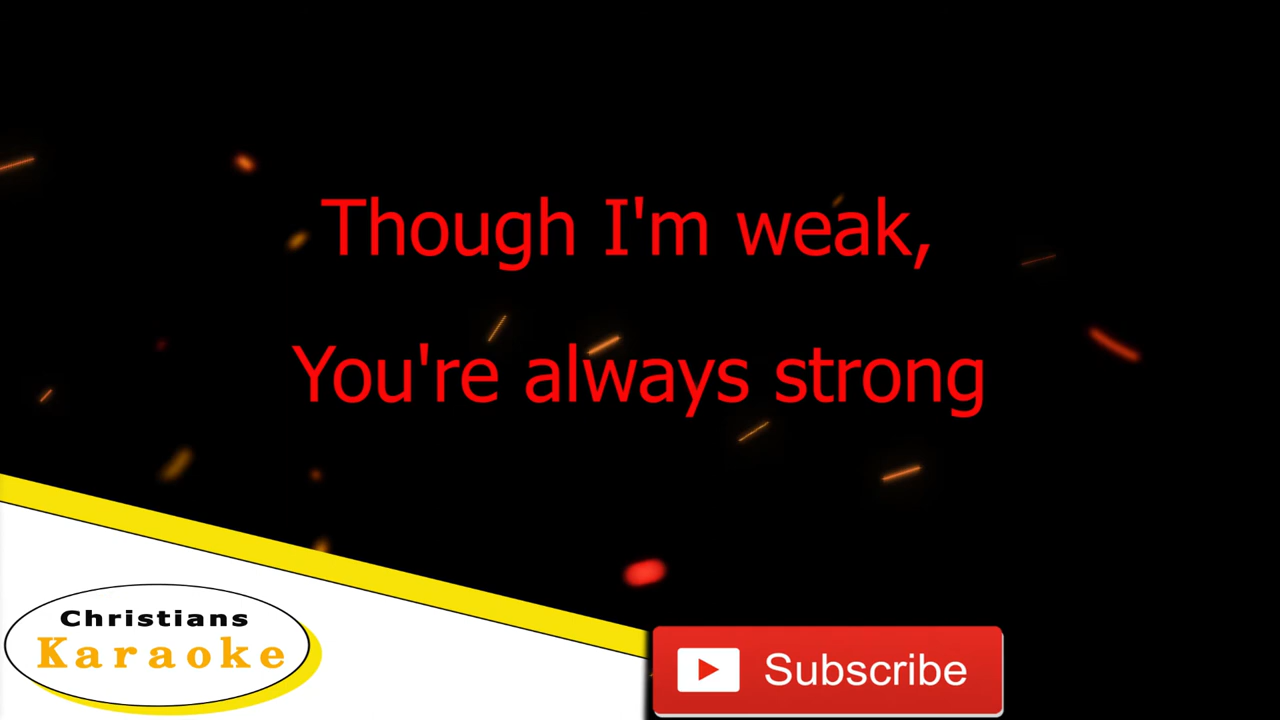 Though I'm weak,
You're always strong
Christians
Karaoke
Subscribe